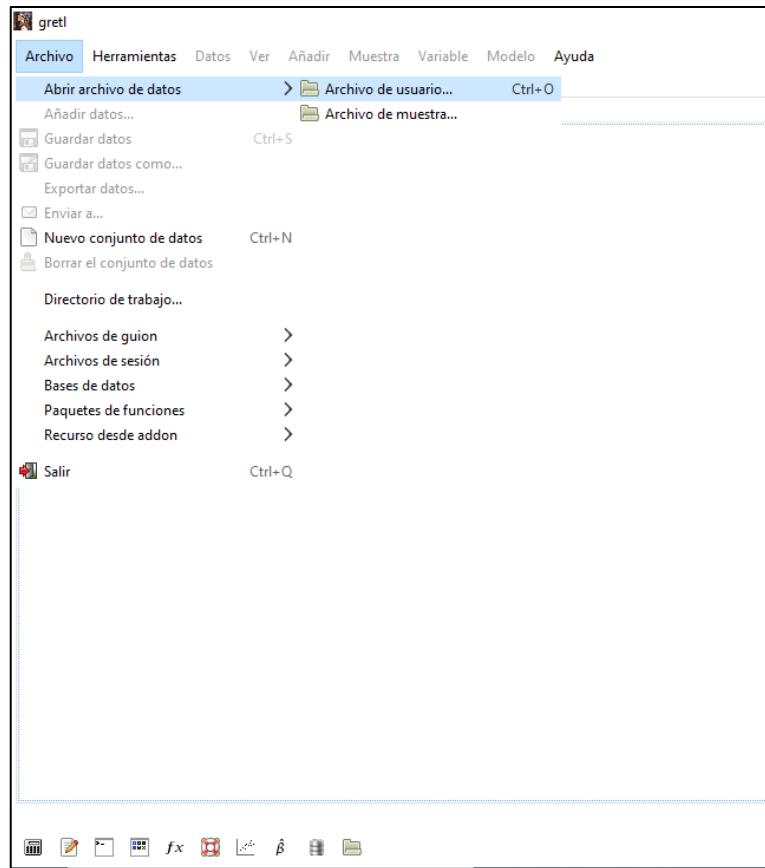 gretl
Archivo Herramientas Datos Ver Añadir Muestra Variable Modelo Ayuda
Abrir archivo de datos Archivo de usuario... Ctrl+O
Añadir datos... Archivo de muestra...
Guardar datos Ctrl+S
Guardar datos como...
Exportar datos...
Enviar a...
Nuevo conjunto de datos Ctrl+N
Borrar el conjunto de datos
Directorio de trabajo...
Archivos de guion
Archivos de sesión
Bases de datos
Paquetes de funciones
Recurso desde addon
Salir Ctrl+Q
fx β̂